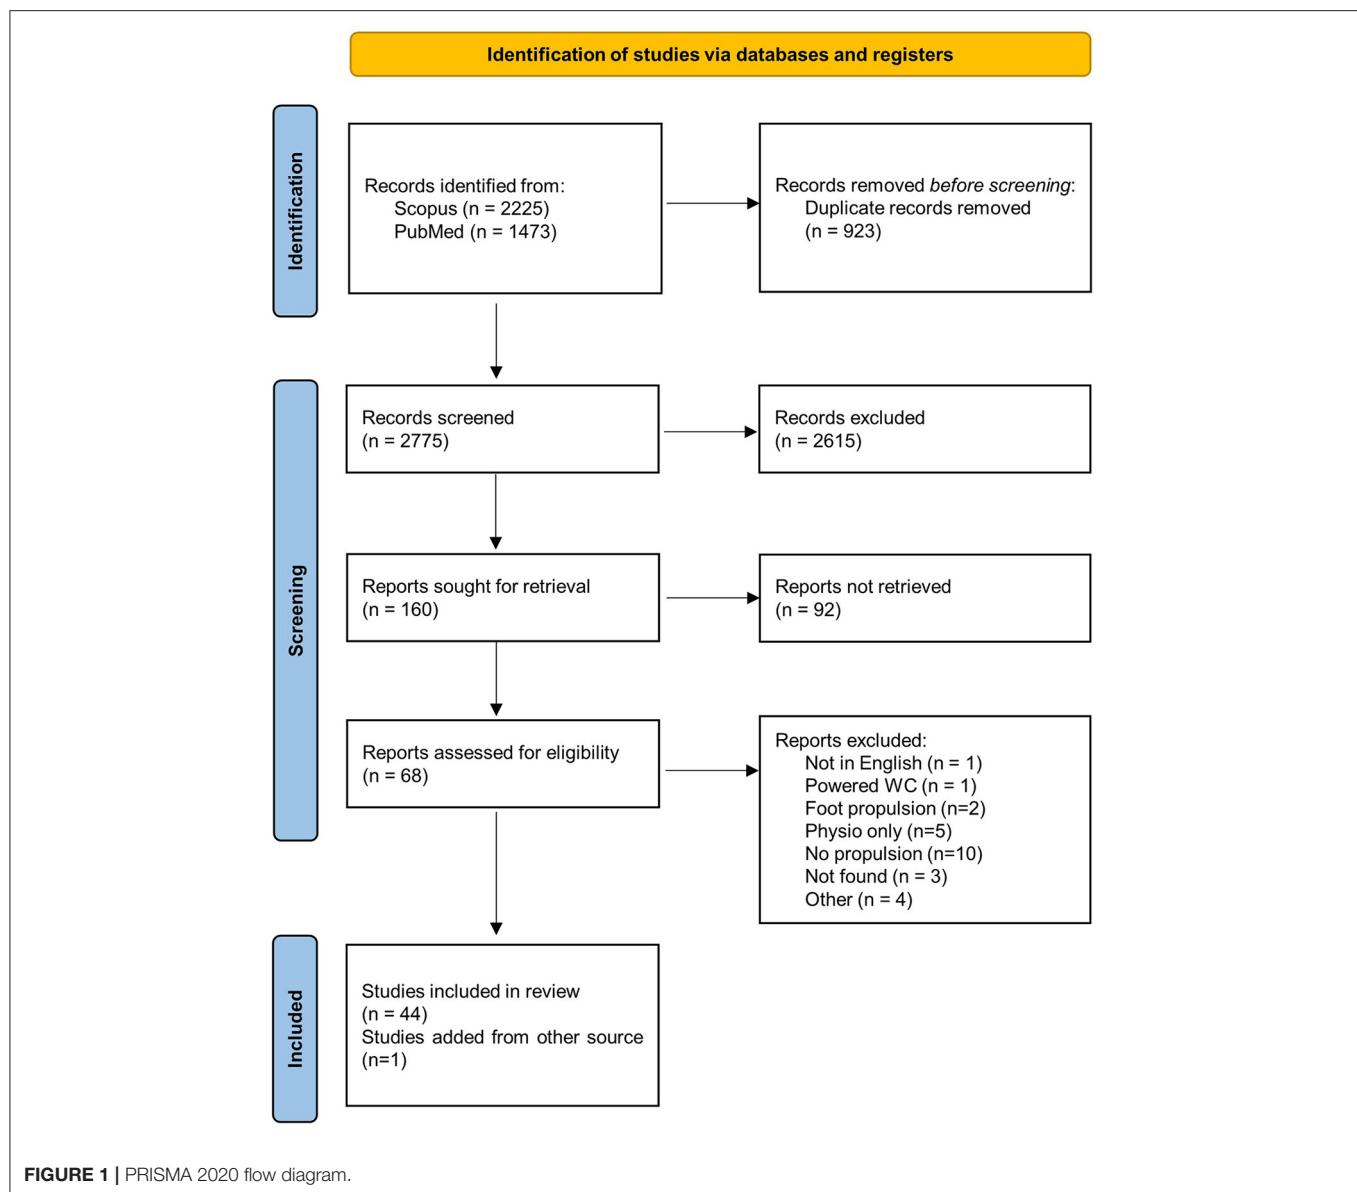 Identification of studies via databases and registers
Identification
Records identified from:
Scopus (n = 2225)
PubMed (n = 1473)
Records removed before screening:
Duplicate records removed
(n = 923)
Screening
Records screened
(n = 2775)
Records excluded
(n = 2615)
Reports sought for retrieval
(n = 160)
Reports not retrieved
(n = 92)
Reports assessed for eligibility
(n = 68)
Reports excluded:
Not in English (n = 1)
Powered WC (n = 1)
Foot propulsion (n=2)
Physio only (n=5)
No propulsion (n=10)
Not found (n = 3)
Other (n = 4)
Included
Studies included in review
(n = 44)
Studies added from other source
(n=1)
FIGURE 1 | PRISMA 2020 flow diagram.